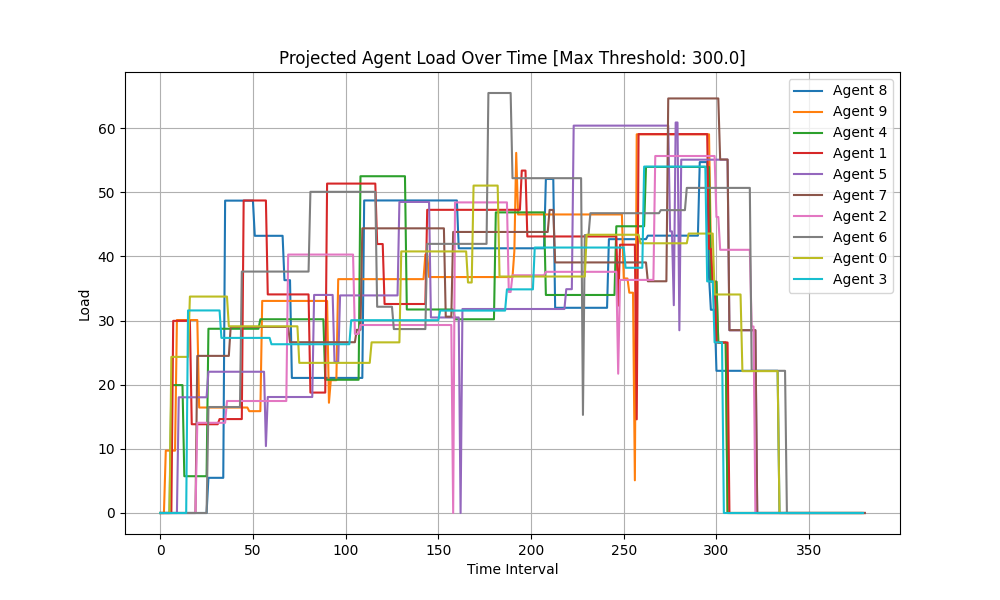 Projected Agent Load Over Time [Max Threshold: 300.0]
Load
60
50
40
30
20
10
0
0 50 100 150 200 250 300 350
Time Interval
Agent 8
Agent 9
Agent 4
Agent 1
Agent 5
Agent 7
Agent 2
Agent 6
Agent 0
Agent 3